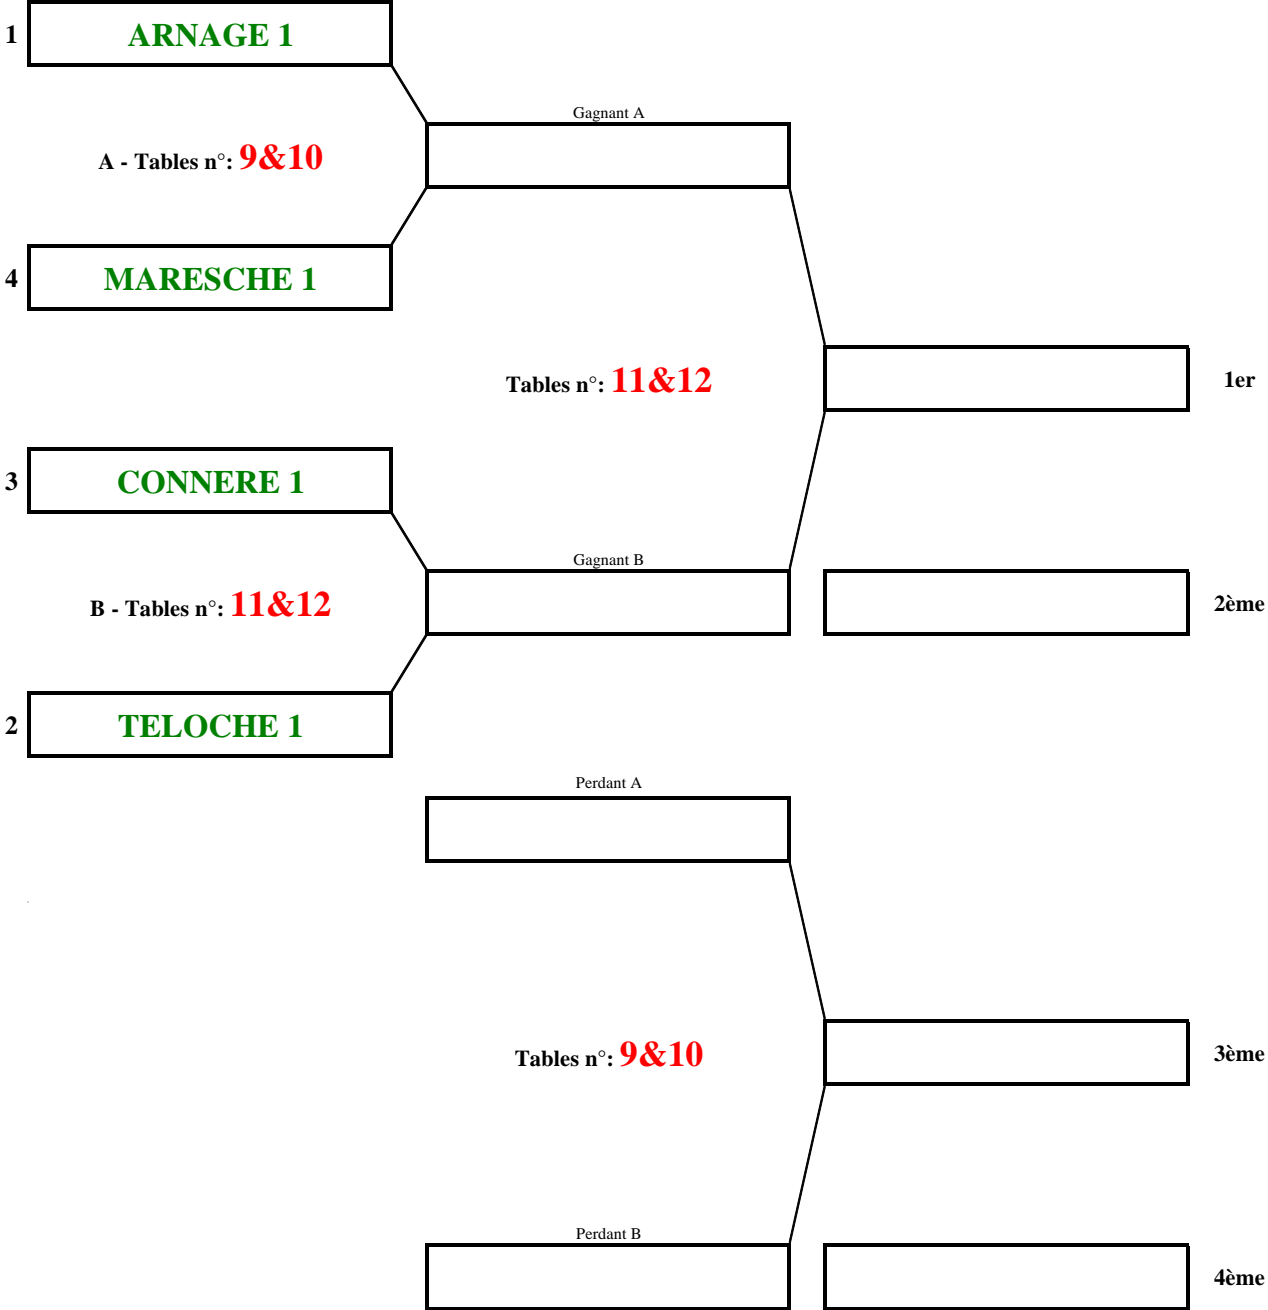 1
ARNAGE 1
Gagnant A
A - Tables n°: 9&10
4
MARESCHE 1
Tables n°: 11&12
1er
3
CONNERE 1
Gagnant B
B - Tables n°: 11&12
2ème
2
TELOCHE 1
Perdant A
Tables n°: 9&10
3ème
Perdant B
4ème